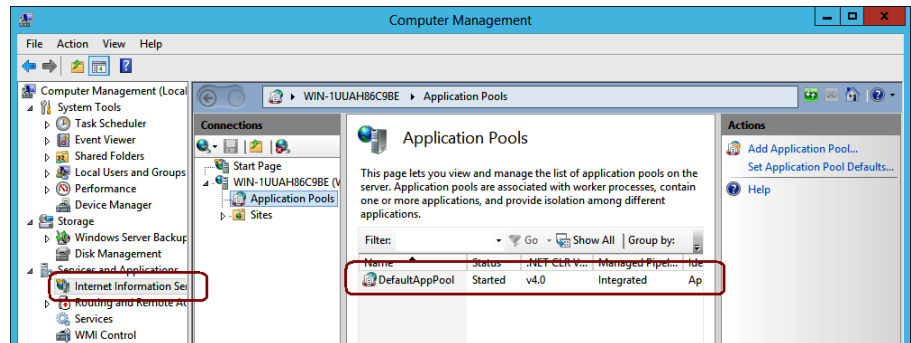 Computer Management
File Action View Help
Computer Management (Local
System Tools
Task Scheduler
Event Viewer
Shared Folders
Local Users and Groups
Performance
Device Manager
Storage
Windows Server Backup
Disk Management
Services and Applications
Internet Information Ser
Routing and Remote Ac
Services
WMI Control
WIN-1UUAH86C9BE Application Pools
Connections
Start Page
WIN-1UUAH86C9BE (W
Application Pools
Sites
Application Pools
This page lets you view and manage the list of application pools on the
server. Application pools are associated with worker processes, contain
one or more applications, and provide isolation among different
applications.
Filter: Go Show All Group by:
Name Status .NET CLR V... Managed Pipel... Ide
DefaultAppPool Started v4.0 Integrated Ap
Actions
Add Application Pool...
Set Application Pool Defaults...
Help